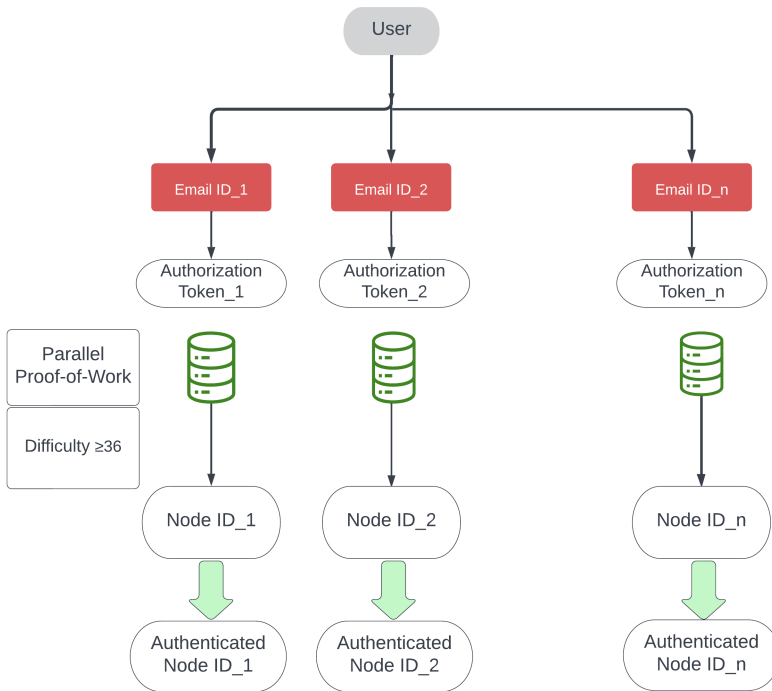 User
Email ID_1
Email ID_2
Email ID_n
Authorization
Token_1
Authorization
Token_2
Authorization
Token_n
Parallel
Proof-of-Work
Difficulty ≥36
Node ID_1
Node ID_2
Node ID_n
Authenticated
Node ID_1
Authenticated
Node ID_2
Authenticated
Node ID_n